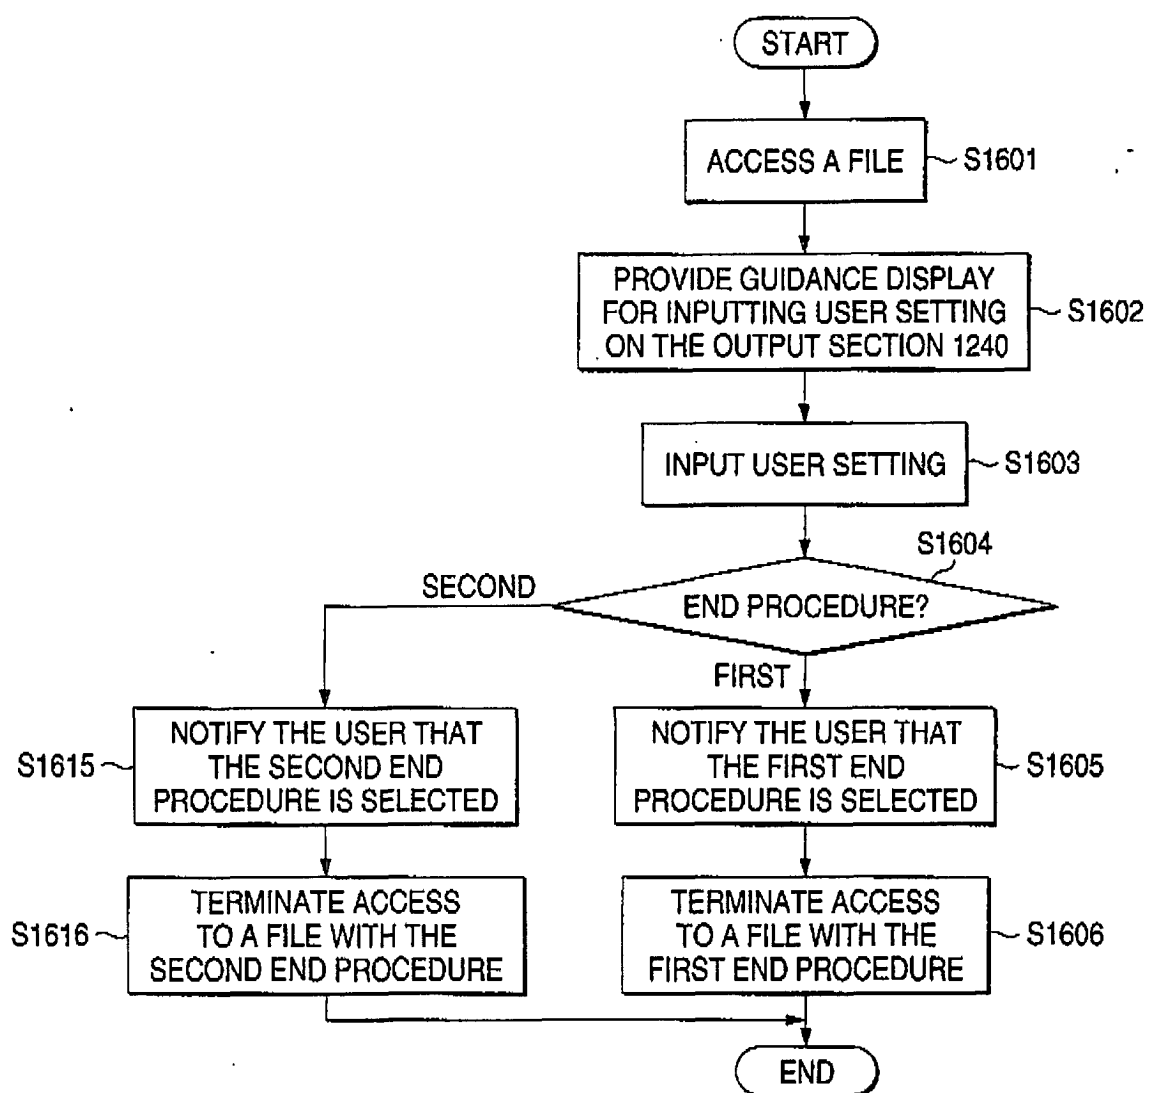 START
ACCESS A FILE
S1601
PROVIDE GUIDANCE DISPLAY
FOR INPUTTING USER SETTING
ON THE OUTPUT SECTION 1240
S1602
INPUT USER SETTING
S1603
S1604
END PROCEDURE?
SECOND
FIRST
S1615
NOTIFY THE USER THAT
THE SECOND END
PROCEDURE IS SELECTED
NOTIFY THE USER THAT
THE FIRST END
PROCEDURE IS SELECTED
S1605
S1616
TERMINATE ACCESS
TO A FILE WITH THE
SECOND END PROCEDURE
TERMINATE ACCESS
TO A FILE WITH THE
FIRST END PROCEDURE
S1606
END